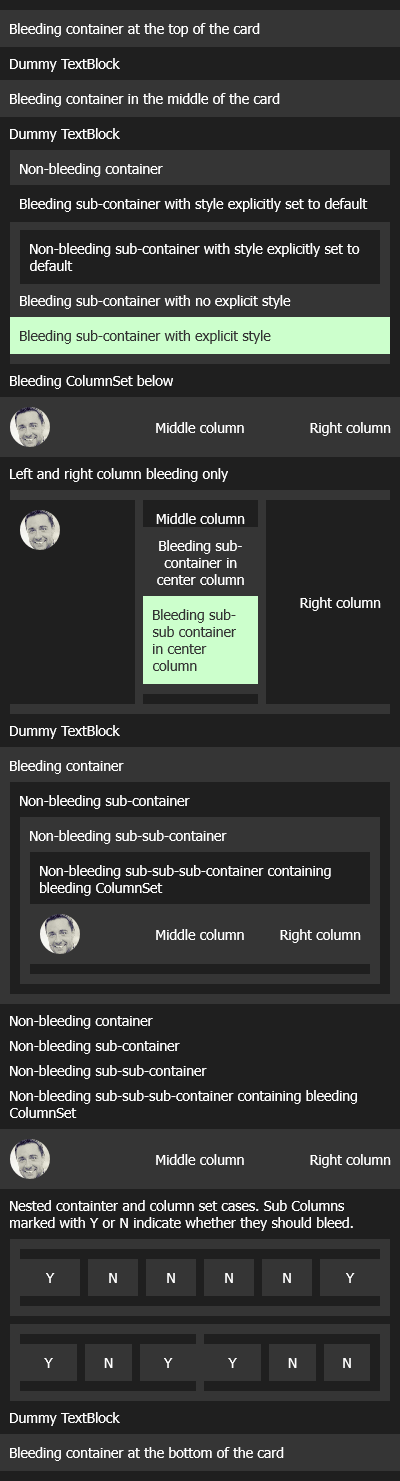 Bleeding container at the top of the card
Dummy TextBlock
Bleeding container in the middle of the card
Dummy TextBlock
Non-bleeding container
Bleeding sub-container with style explicitly set to default
Non-bleeding sub-container with style explicitly set to
default
Bleeding sub-container with no explicit style
Bleeding sub-container with explicit style
Bleeding ColumnSet below
Middle column
Right column
Left and right column bleeding only
Middle column
Bleeding sub-
container in
center column
Bleeding sub-
sub container
in center
column
Right column
Dummy TextBlock
Bleeding container
Non-bleeding sub-container
Non-bleeding sub-sub-container
Non-bleeding sub-sub-sub-container containing
bleeding ColumnSet
Middle column
Right column
Non-bleeding container
Non-bleeding sub-container
Non-bleeding sub-sub-container
Non-bleeding sub-sub-sub-container containing bleeding
ColumnSet
Middle column
Right column
Nested containter and column set cases. Sub Columns
marked with Y or N indicate whether they should bleed.
Y N N N N Y
Y N Y Y N N
Dummy TextBlock
Bleeding container at the bottom of the card